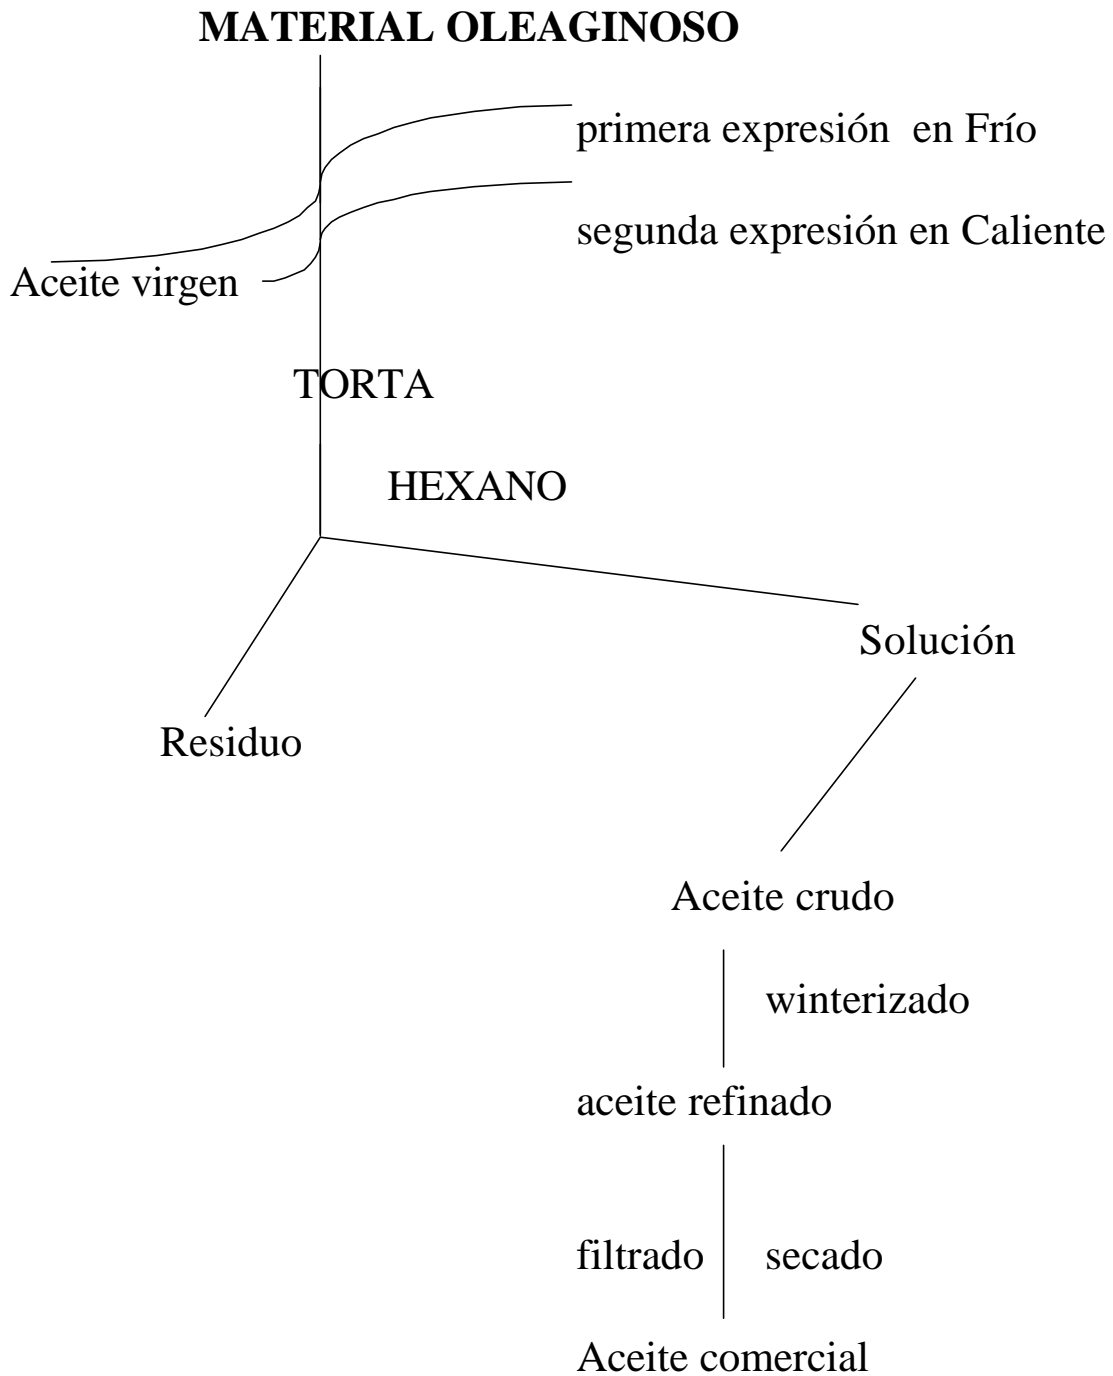 MATERIAL OLEAGINOSO
primera expresión en Frío
segunda expresión en Caliente
Aceite virgen
TORTA
HEXANO
Solución
Residuo
Aceite crudo
winterizado
aceite refinado
filtrado secado
Aceite comercial